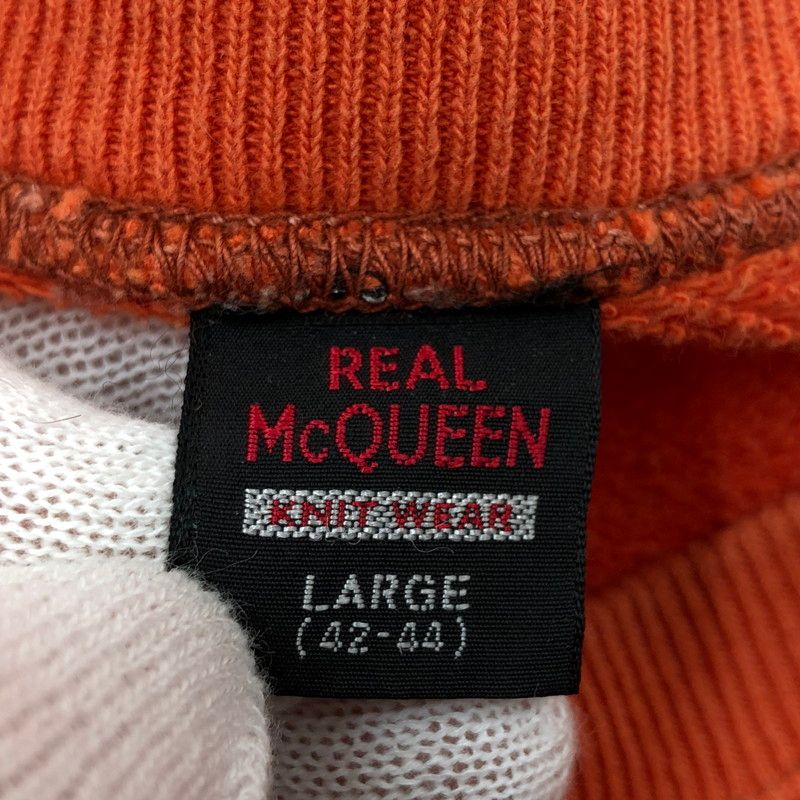 REAL
McQUEEN
KNIT WEAR
LARGE
(42-44)